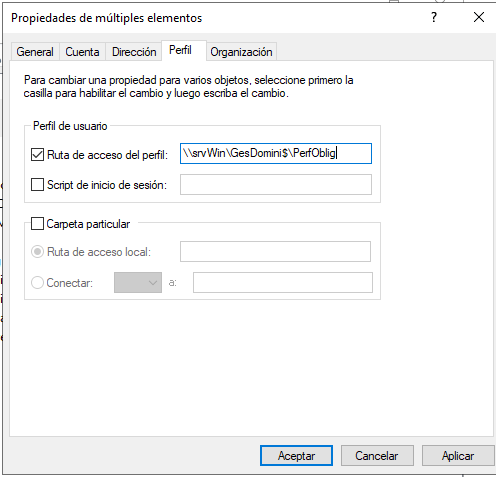 Propiedades de múltiples elementos
?
General Cuenta Dirección Perfil Organización
Para cambiar una propiedad para varios objetos, seleccione primero la
casilla para habilitar el cambio y luego escriba el cambio.
Perfil de usuario
Ruta de acceso del perfil: \\srvWin\GesDomini$\PerfOblig
Script de inicio de sesión:
Carpeta particular
Ruta de acceso local:
Conectar: a:
Aceptar Cancelar Aplicar